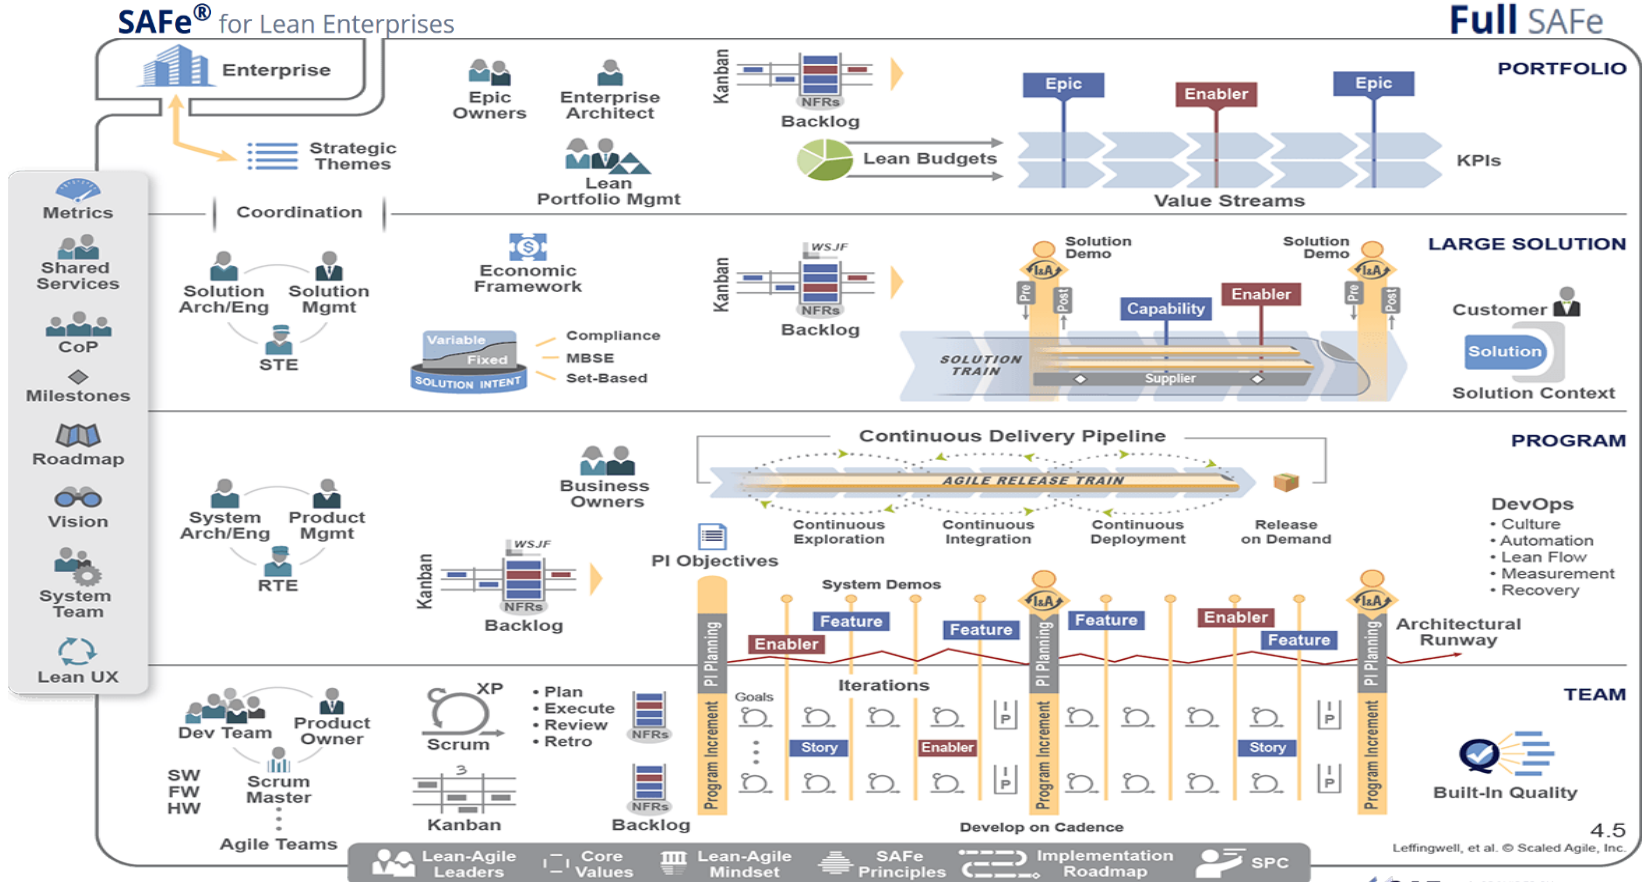 SAFe® for Lean Enterprises
Full SAFe
Enterprise
Strategic
Themes
Epic
Owners
Enterprise
Architect
Lean
Portfolio Mgmt
Kanban
NFRs
Backlog
Lean Budgets
Epic
Enabler
Epic
Value Streams
KPIs
PORTFOLIO
Metrics
Shared
Services
CoP
Milestones
Roadmap
Vision
System
Team
Lean UX
Coordination
Solution
Arch/Eng
Solution
Mgmt
STE
Economic
Framework
Variable
Fixed
SOLUTION INTENT
Compliance
MBSE
Set-Based
Kanban
WSJF
NFRs
Backlog
Solution
Demo
I&A
Pre
Post
Capability
Enabler
Solution
Demo
I&A
Pre
Post
SOLUTION
TRAIN
Supplier
LARGE SOLUTION
Customer
Solution
Solution Context
System
Arch/Eng
Product
Mgmt
RTE
Business
Owners
Kanban
WSJF
NFRs
Backlog
Continuous Delivery Pipeline
AGILE RELEASE TRAIN
Continuous
Exploration
Continuous
Integration
Continuous
Deployment
Release
on Demand
PI Objectives
System Demos
PI Planning
Enabler
Feature
Feature
I&A
PI Planning
Feature
Enabler
Feature
I&A
PI Planning
Architectural
Runway
PROGRAM
DevOps
• Culture
• Automation
• Lean Flow
• Measurement
• Recovery
Dev Team
Product
Owner
Scrum
Master
SW
FW
HW
Agile Teams
XP
Scrum
• Plan
• Execute
• Review
• Retro
3
Kanban
NFRs
NFRs
Backlog
Program Increment
Iterations
Goals
Story
Enabler
I P
I P
Program Increment
Story
I P
I P
Program Increment
Develop on Cadence
TEAM
Built-In Quality
4.5
Leffingwell, et al. © Scaled Agile, Inc.
Lean-Agile
Leaders
Core
Values
Lean-Agile
Mindset
SAFe
Principles
Implementation
Roadmap
SPC